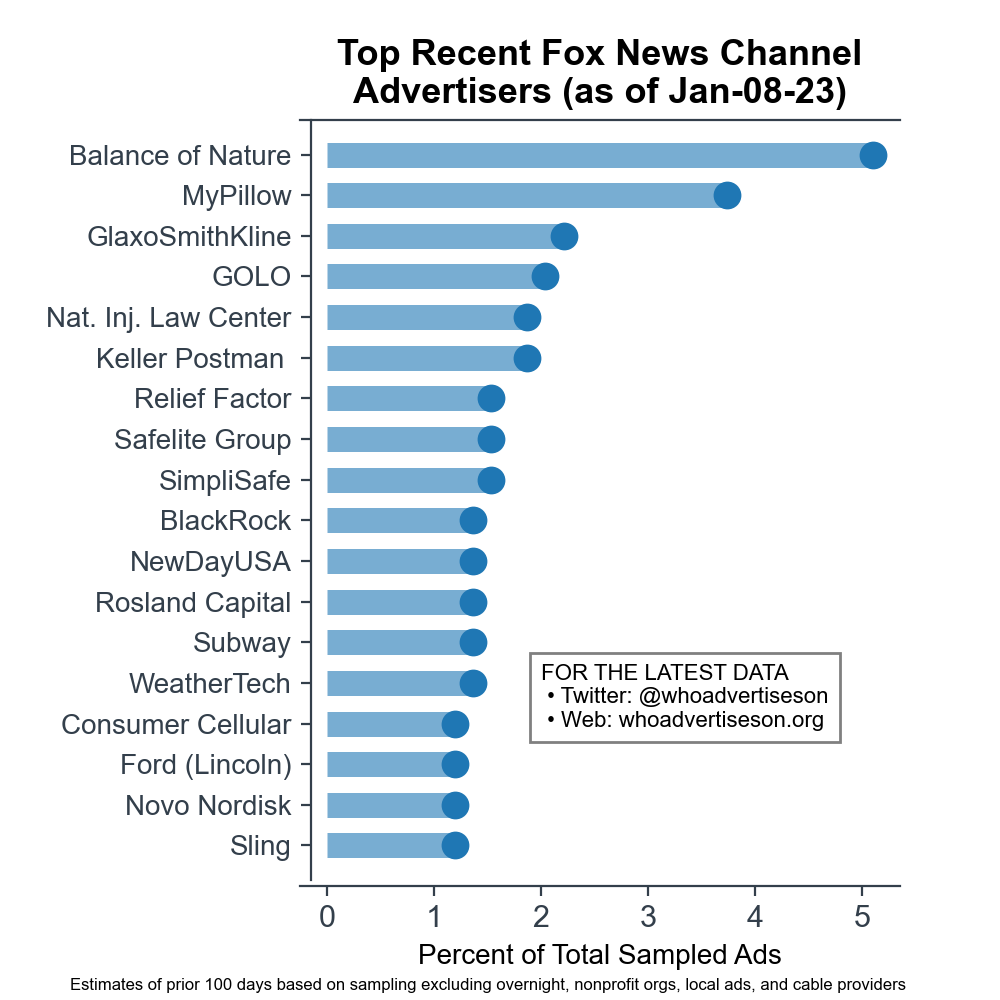 Top Recent Fox News Channel
Advertisers (as of Jan-08-23)
Balance of Nature
MyPillow
GlaxoSmithKline
GOLO
Nat. Inj. Law Center
Keller Postman
Relief Factor
Safelite Group
SimpliSafe
BlackRock
NewDayUSA
Rosland Capital
Subway
WeatherTech
Consumer Cellular
Ford (Lincoln)
Novo Nordisk
Sling
FOR THE LATEST DATA
• Twitter: @whoadvertiseson
• Web: whoadvertiseson.org
0 1 2 3 4 5
Percent of Total Sampled Ads
Estimates of prior 100 days based on sampling excluding overnight, nonprofit orgs, local ads, and cable providers